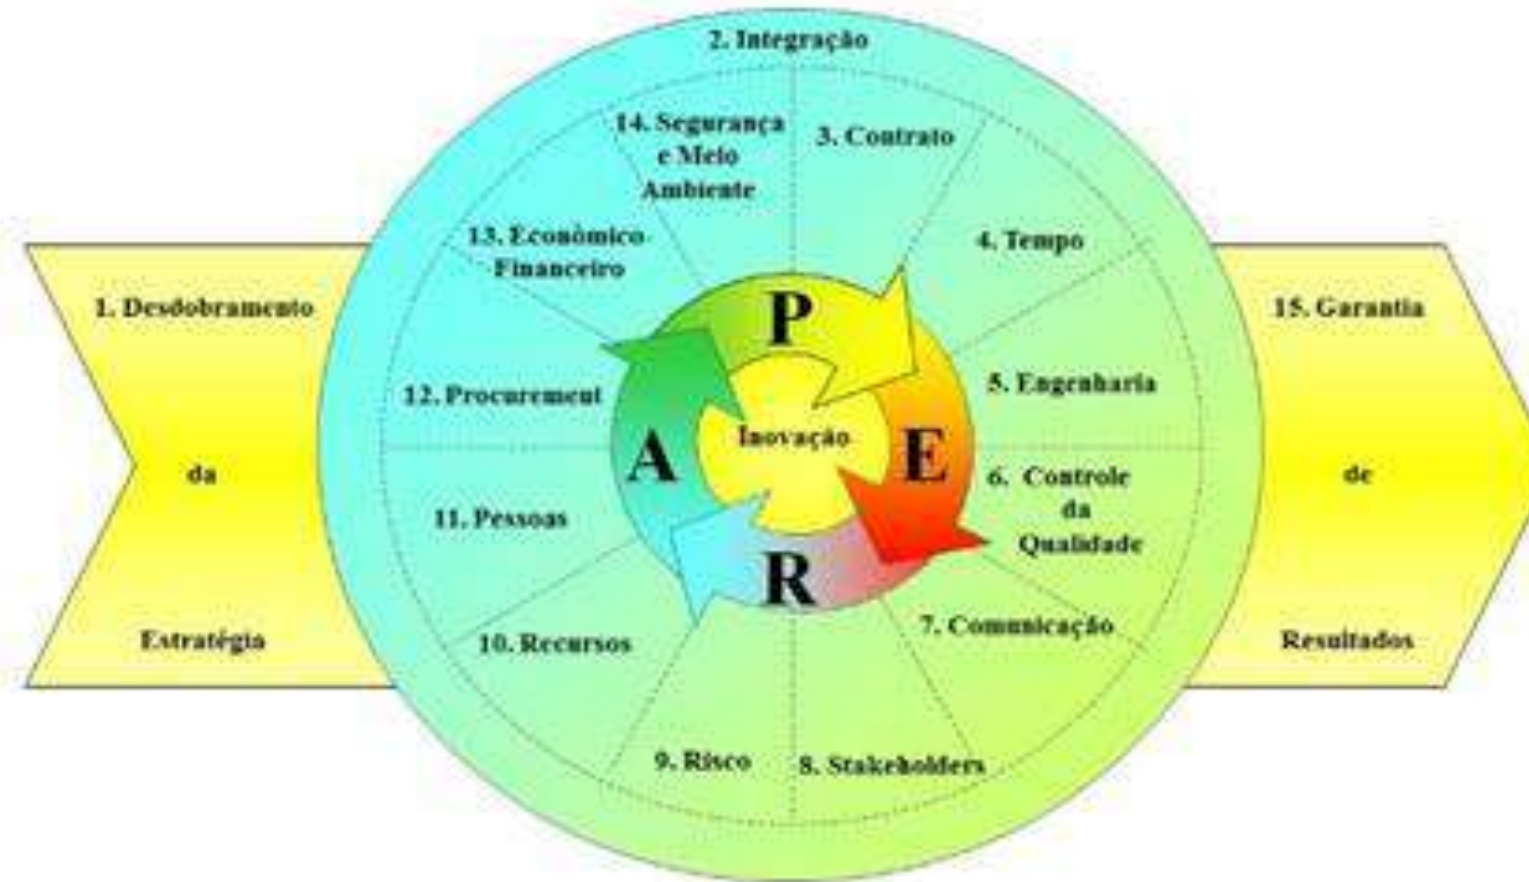 2. Integração
14. Segurança
e Meio
Ambiente
3. Contrato
13. Econômico
Financeiro
4. Tempo
1. Desdobramento
da
Estratégia
12. Procurement
5. Engenharia
P
E
R
A
Inovação
11. Pessoas
6. Controle
da
Qualidade
10. Recursos
7. Comunicação
9. Risco
8. Stakeholders
15. Garantia
de
Resultados